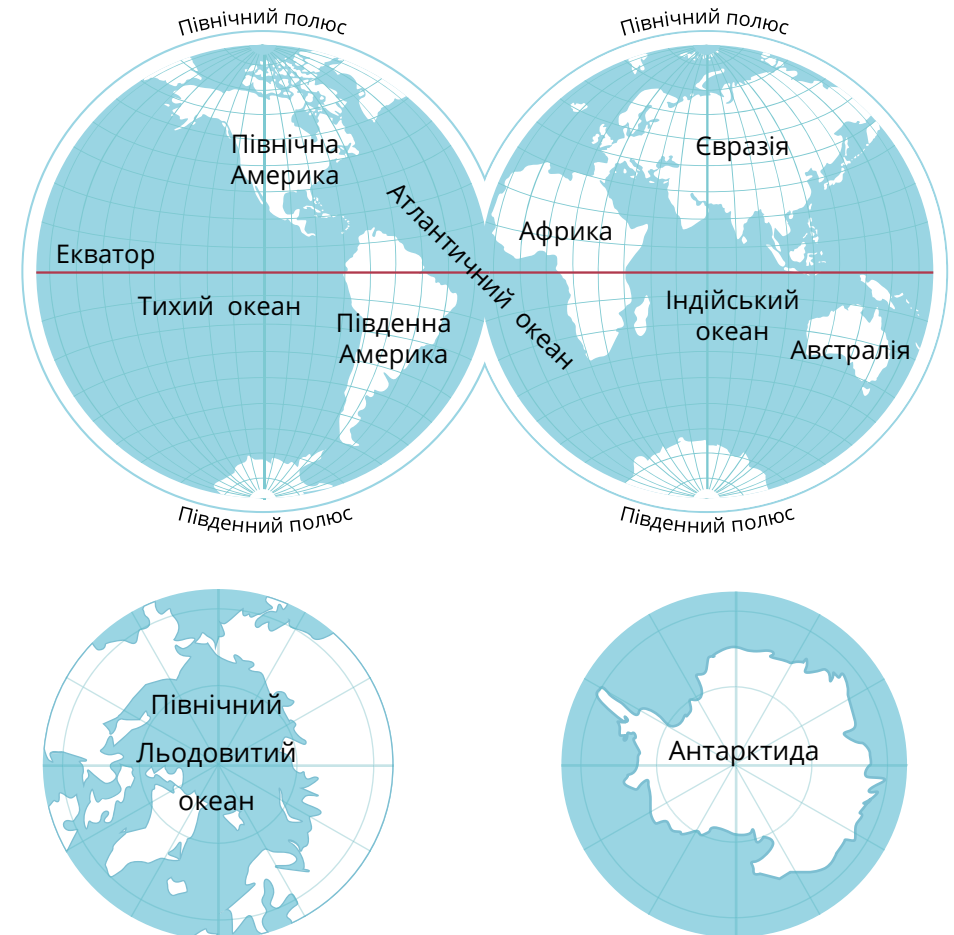 Північний полюс
Північний полюс
Північна
Америка
Євразія
Атлантичний океан
Африка
Екватор
Тихий океан
Індійський
океан
Південна
Америка
Австралія
Південний полюс
Південний полюс
Північний
Льодовитий
океан
Антарктида